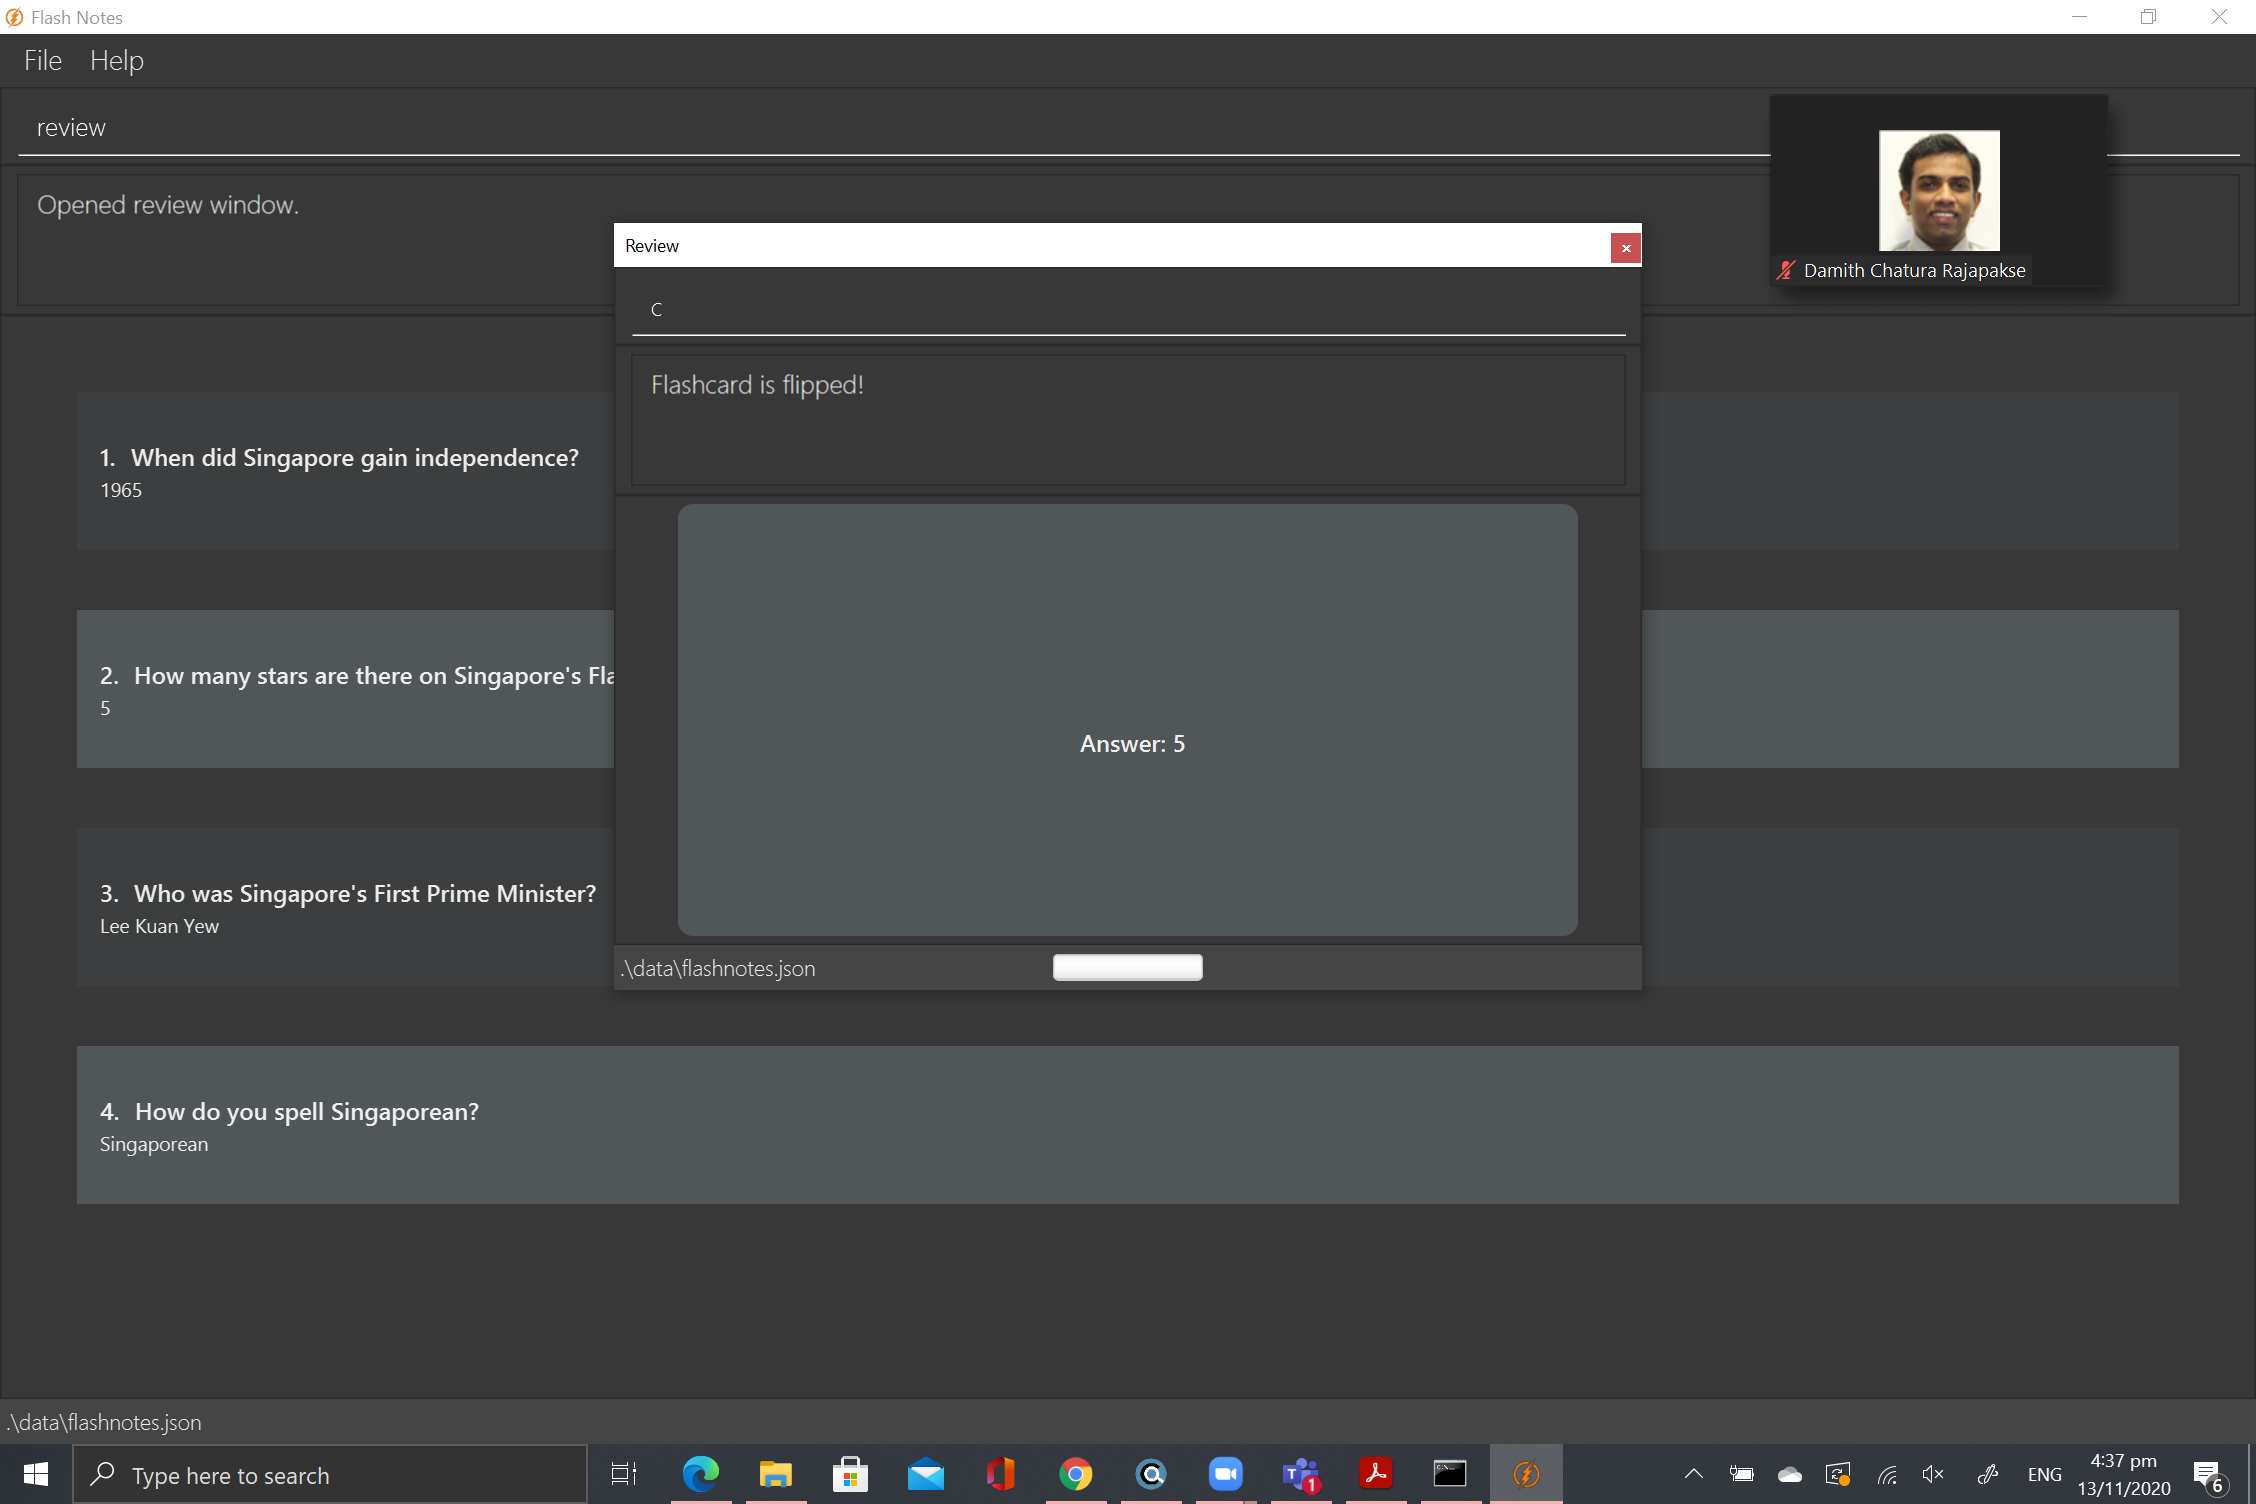 Flash Notes
File Help
review
Opened review window.
Damith Chatura Rajapakse
Review
C
Flashcard is flipped!
Answer: 5
.\data\flashnotes.json
1. When did Singapore gain independence?
1965
2. How many stars are there on Singapore's Fla
5
3. Who was Singapore's First Prime Minister?
Lee Kuan Yew
4. How do you spell Singaporean?
Singaporean
.\data\flashnotes.json
Type here to search
1
ENG
4:37 pm
13/11/2020
6